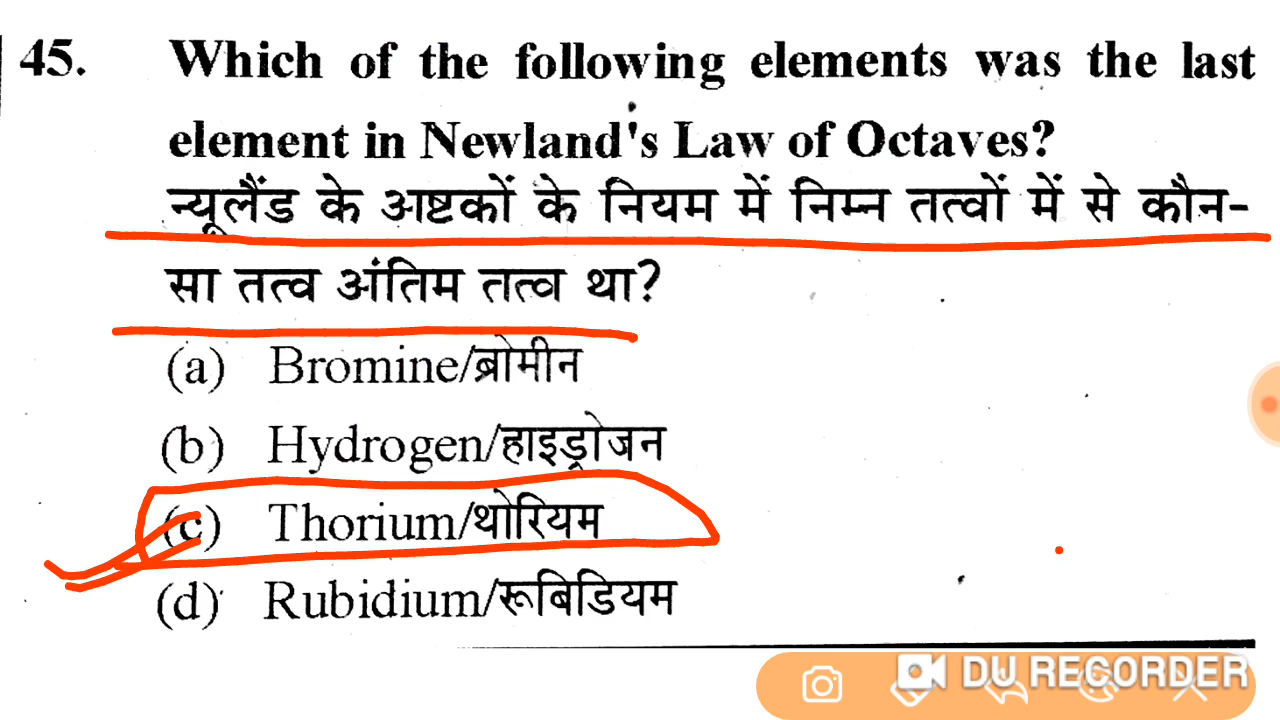 45. Which of the following elements was the last
element in Newland's Law of Octaves?
न्यूलैंड के अष्टकों के नियम में निम्न तत्वों में से कौन-
सा तत्व अंतिम तत्व था?
(a) Bromine/ब्रोमीन
(b) Hydrogen/हाइड्रोजन
(c) Thorium/थोरियम
(d) Rubidium/रूबिडियम
DU RECORDER